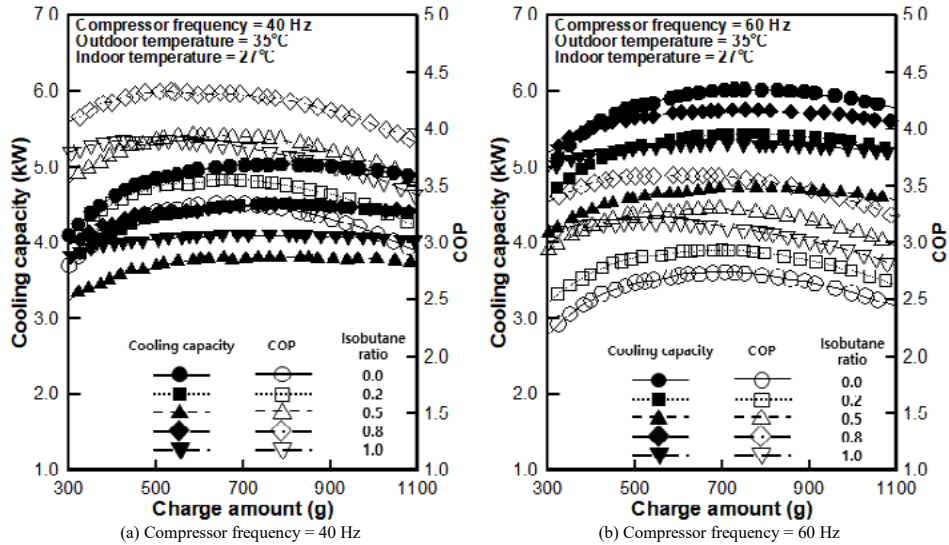 Compressor frequency = 40 Hz
Outdoor temperature = 35°C
Indoor temperature = 27°C
7.0
6.0
5.0
4.0
3.0
2.0
1.0
Cooling capacity (kW)
5.0
4.5
4.0
3.5
3.0
2.5
2.0
1.5
1.0
COP
Cooling capacity COP Isobutane ratio
0.0
0.2
0.5
0.8
1.0
300 500 700 900 1100
Charge amount (g)
(a) Compressor frequency = 40 Hz
Compressor frequency = 60 Hz
Outdoor temperature = 35°C
Indoor temperature = 27°C
7.0
6.0
5.0
4.0
3.0
2.0
1.0
Cooling capacity (kW)
5.0
4.5
4.0
3.5
3.0
2.5
2.0
1.5
1.0
COP
Cooling capacity COP Isobutane ratio
0.0
0.2
0.5
0.8
1.0
300 500 700 900 1100
Charge amount (g)
(b) Compressor frequency = 60 Hz